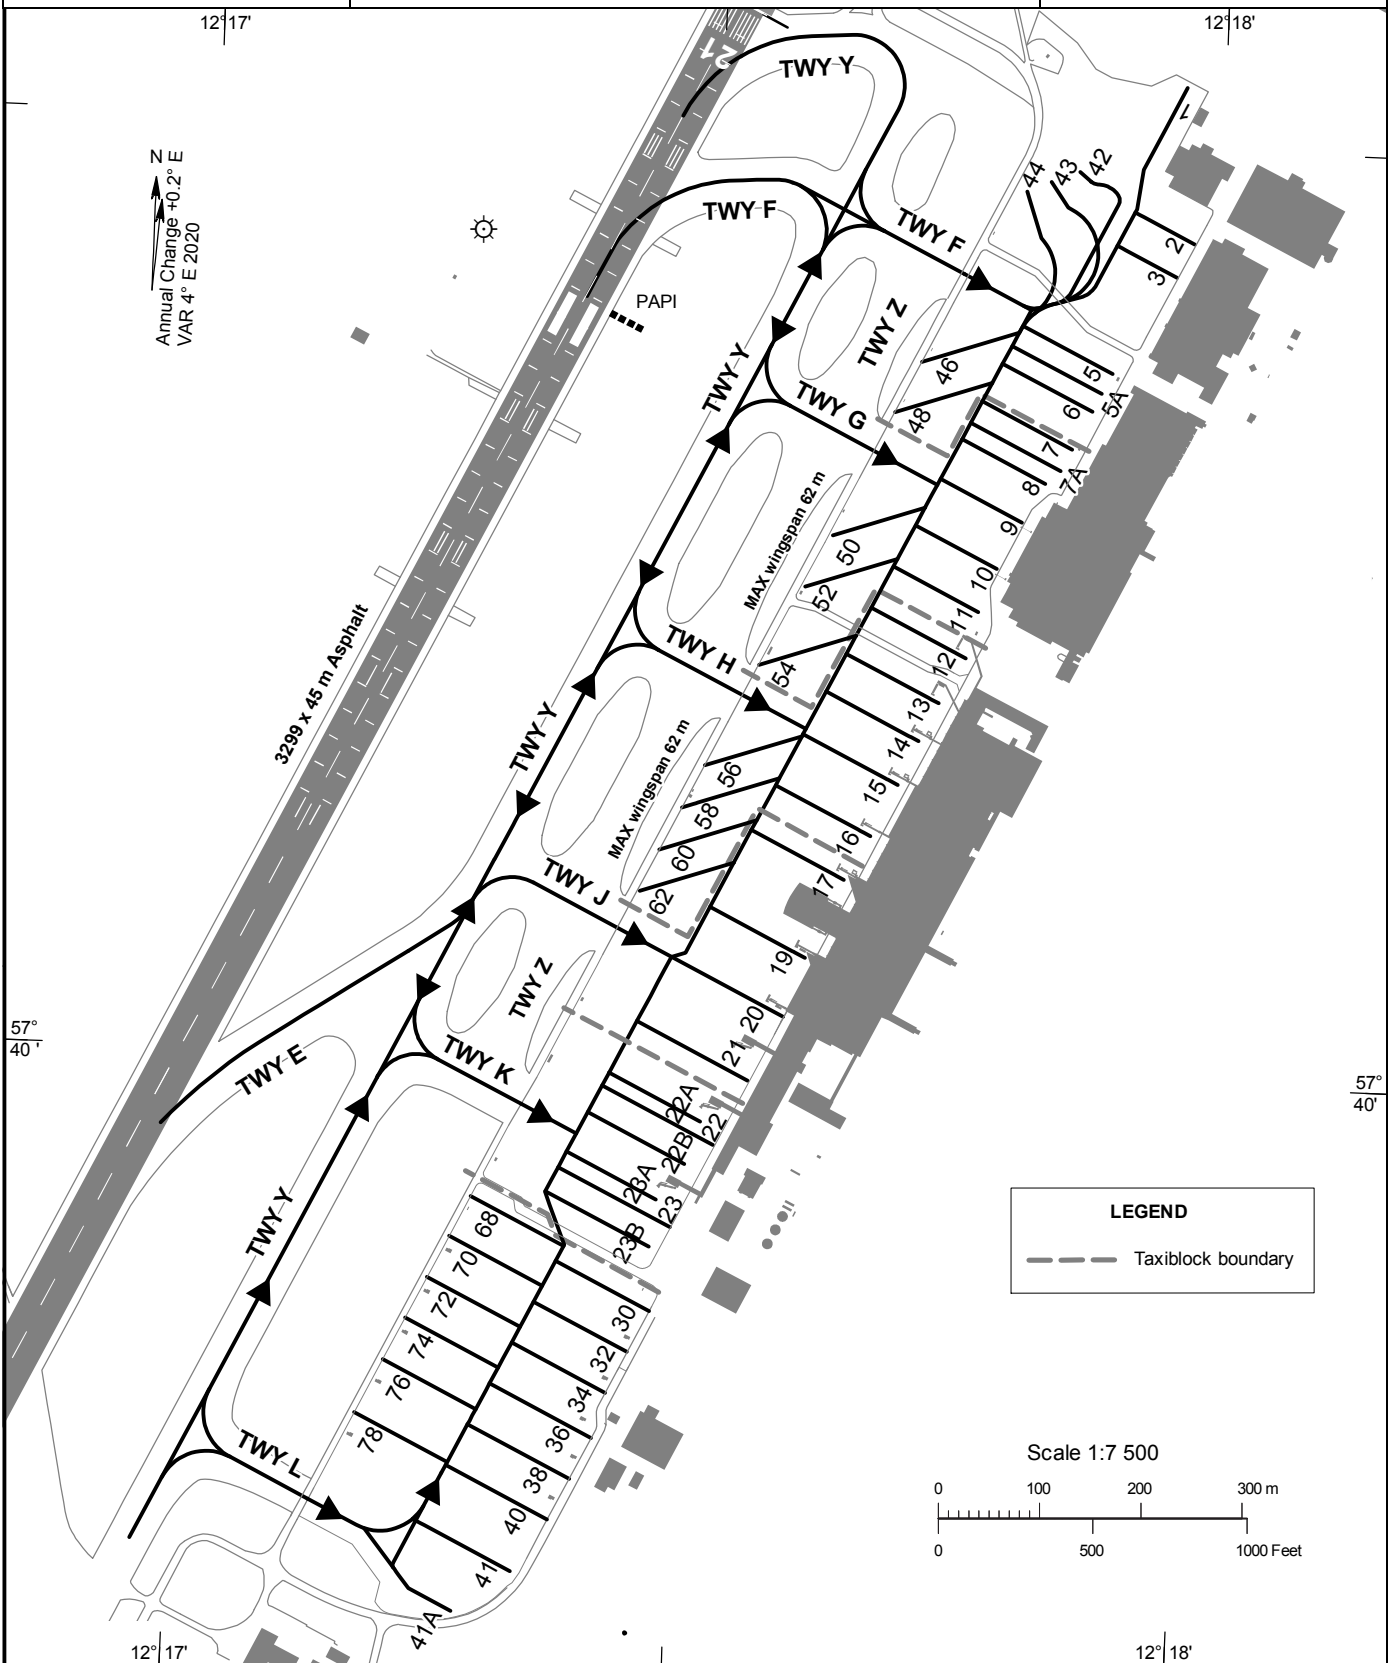 12° 17'
12° 18'
21
TWY Y
1
N
Annual Change +0.2° E
VAR 4° E 2020
44
43
42
TWY F
TWY F
2
3
PAPI
TWY Z
TWY Y
46
5
5A
6
TWY G
48
7
7A
8
9
MAX wingspan 62 m
50
10
52
11
3299 x 45 m Asphalt
TWY H
54
12
13
TWY Y
14
MAX wingspan 62 m
56
15
58
16
60
17
TWY J
62
19
TWY Z
20
57°
40 '
21
TWY E
TWY K
22A
22
57°
40'
22B
23A
23
TWY Y
68
23B
LEGEND
Taxiblock boundary
70
72
30
74
32
76
34
78
36
TWY L
38
Scale 1:7 500
40
0 100 200 300 m
0 500 1000 Feet
41
41A
12° 17'
12° 18'